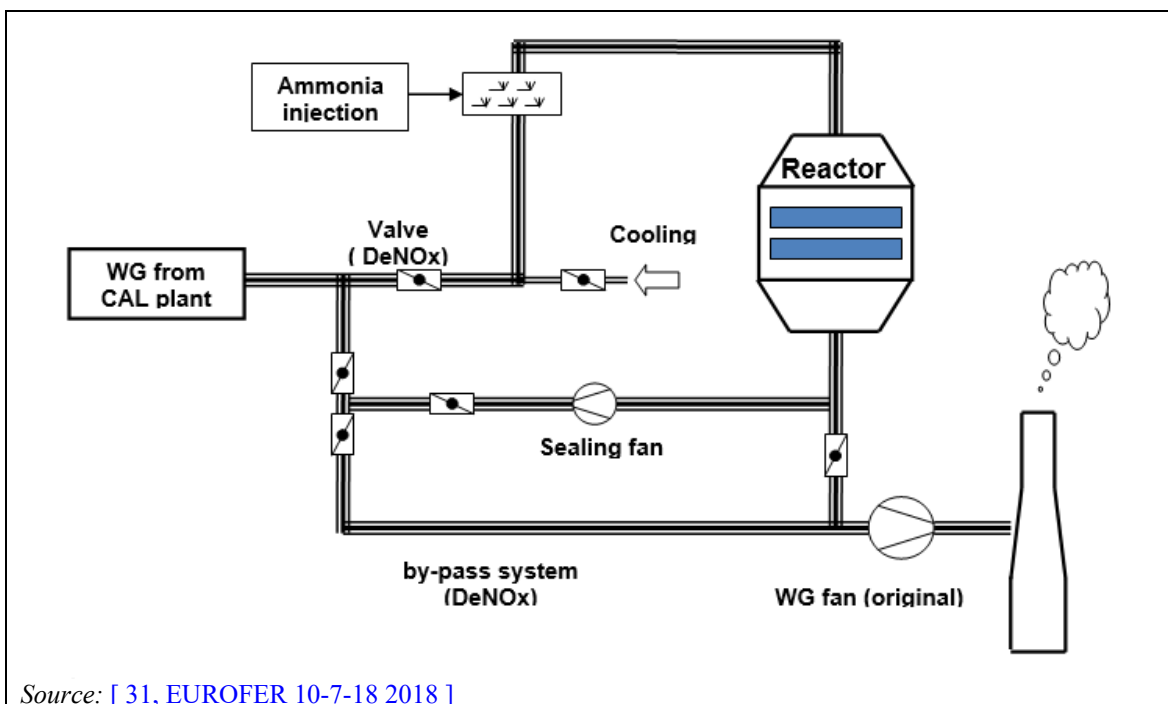 Ammonia
injection
Reactor
Valve
( DeNOx)
Cooling
WG from
CAL plant
Sealing fan
by-pass system
(DeNOx)
WG fan (original)
Source: [ 31, EUROFER 10-7-18 2018 ]